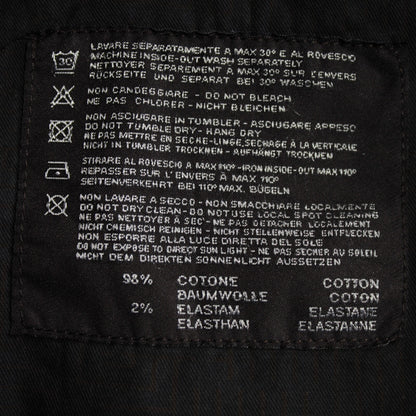 30
LAVARE SEPARATAMENTE A MAX 30° E AL ROVESCIO
MACHINE INSIDE-OUT WASH SEPARATELY
NETTOYER SEPAREMENT A MAX 30° SUR L'ENVERS
RÜCKSEITE UND SEPARAT BEI 30° WASCHEN
NON CANDEGGIARE - DO NOT BLEACH
NE PAS CHLORER - NICHT BLEICHEN
NON ASCIUGARE IN TUMBLER - ASCIUGARE APPESO
DO NOT TUMBLE DRY - HANG DRY
NE PAS METTRE EN SECHE-LINGE, SECHAGE A LA VERTICALE
NICHT IM TUMBLER TROCKNEN - AUFHÄNGT TROCKNEN
STIRARE AL ROVESCIO A MAX 110° - IRON INSIDE-OUT MAX 110°
REPASSER SUR L'ENVERS À MAX 110°
SEITENVERKEHRT BEI 110° MAX. BÜGELN
NON LAVARE A SECCO - NON SMACCHIARE LOCALMENTE
DO NOT DRY CLEAN - DO NOT USE LOCAL SPOT CLEANING
NE PAS NETTOYER A SEC - NE PAS DETACHER LOCALEMENT
NICHT CHEMISCH REINIGEN - NICHT STELLENWEISE ENTFLECKEN
NON ESPORRE ALLA LUCE DIRETTA DEL SOLE
DO NOT EXPOSE TO DIRECT SUN LIGHT - NE PAS SECHER AU SOLEIL
NICHT DEM DIREKTEN SONNENLICHT AUSSETZEN
98% COTONE COTTON
BAUMWOLLE COTON
2% ELASTAM ELASTANE
ELASTHAN ELASTANNE